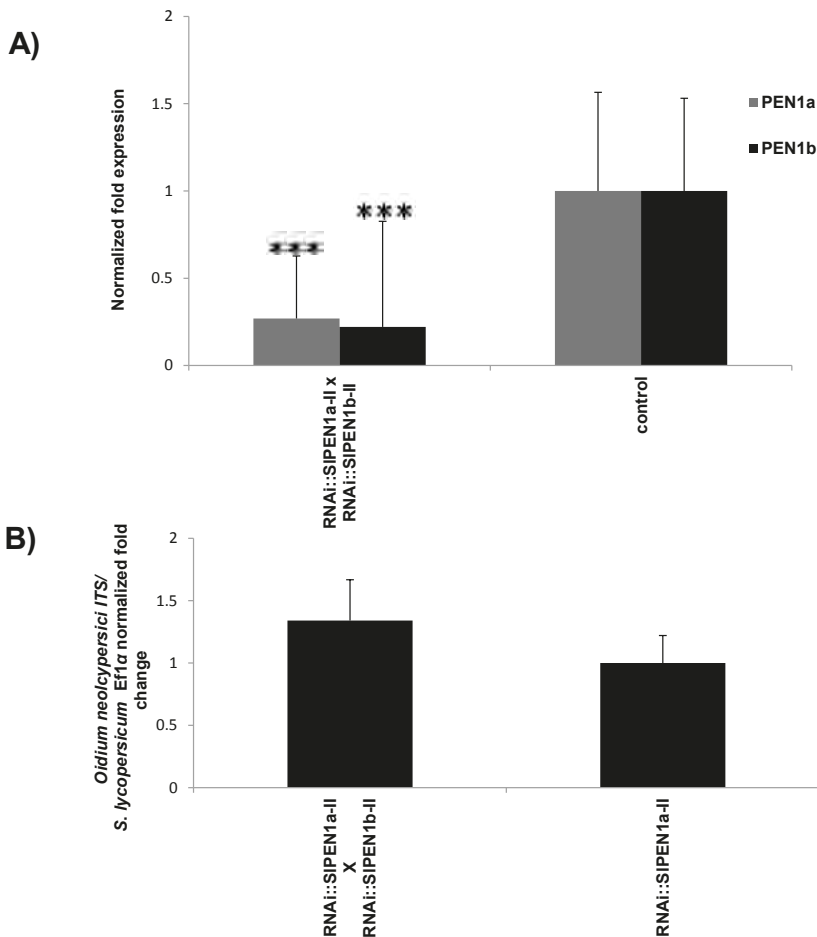 A)
Normalized fold expression
2
1.5
1
0.5
0
***
***
PEN1a
PEN1b
RNAi::SlPEN1a-II x
RNAi::SlPEN1b-II
control
B)
Oidium neolcypersici ITS/
S. lycopersicum Ef1α normalized fold
change
2
1.5
1
0.5
0
RNAi::SlPEN1a-II
X
RNAi::SlPEN1b-II
RNAi::SlPEN1a-II